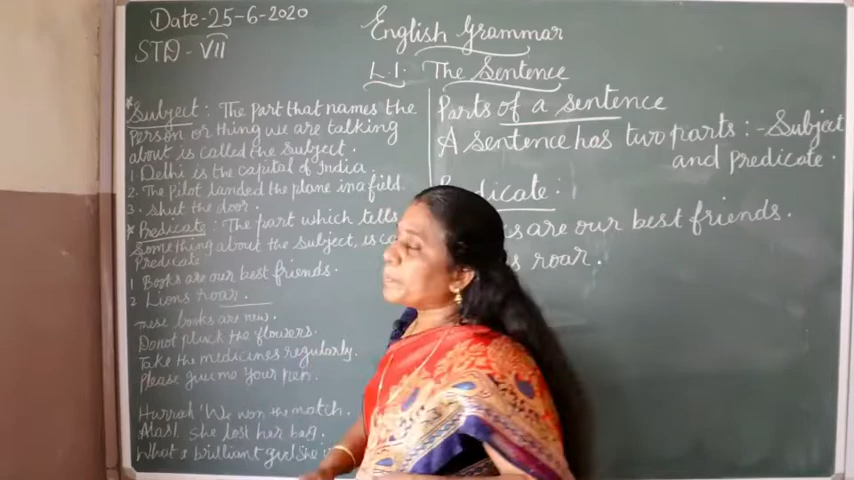 Date-25-6-2020
STD - VII
English Grammar
L.1. The Sentence
*Subject: The Part that names the
Person or thing we are talking
about is called the subject.
1 Delhi is the capital of India.
2. The Pilot landed the plane in a field.
3. Shut the door.
*Predicate: The part which tells
something about the subject, is
Predicate
1 Books are our best friends.
2 Lions roar.
These books are new.
Donot pluck the flowers.
Take the medicines regularly.
Please give me your pen.
Hurrah! We won the match.
Alas!. She lost her bag.
What a brilliant girl She
Parts of a Sentence
A Sentence has two parts:- Subject
and Predicate.
Predicate:
are our best friends.
roar.